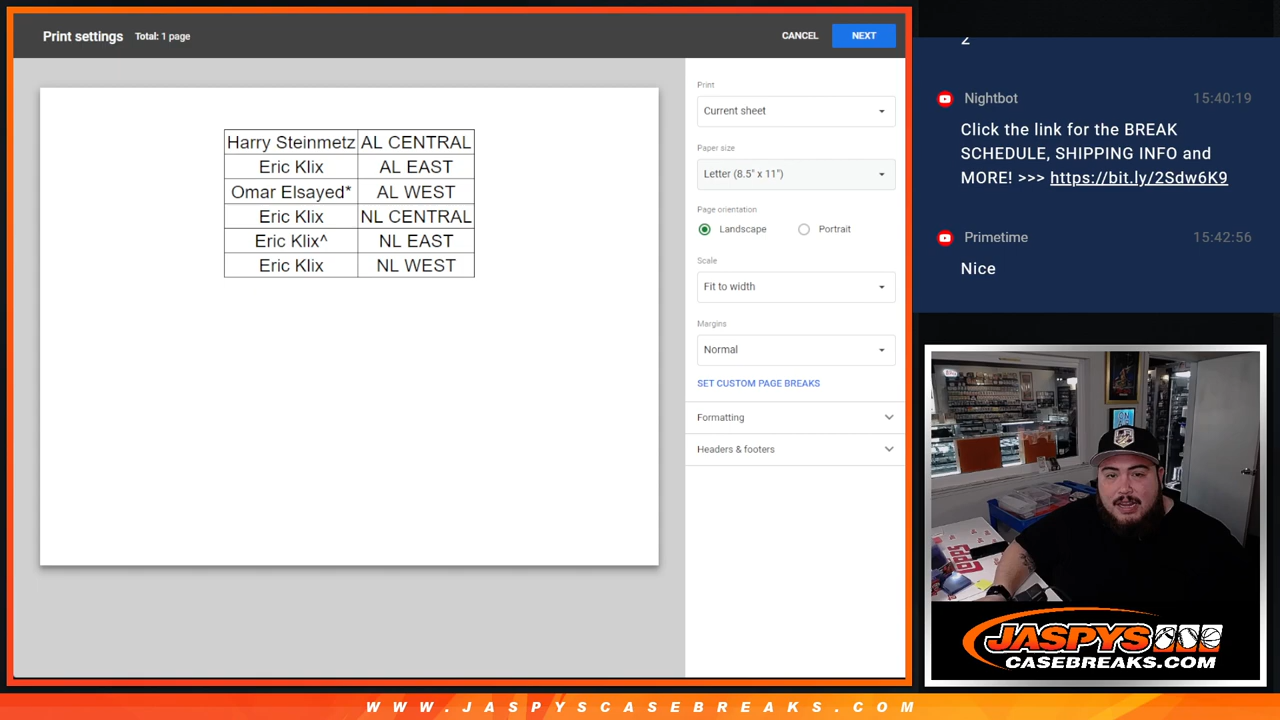 Print settings Total: 1 page CANCEL NEXT
Harry Steinmetz AL CENTRAL
Eric Klix AL EAST
Omar Elsayed* AL WEST
Eric Klix NL CENTRAL
Eric Klix^ NL EAST
Eric Klix NL WEST
Print
Current sheet
Paper size
Letter (8.5" x 11")
Page orientation
Landscape Portrait
Scale
Fit to width
Margins
Normal
SET CUSTOM PAGE BREAKS
Formatting
Headers & footers
2
Nightbot 15:40:19
Click the link for the BREAK
SCHEDULE, SHIPPING INFO and
MORE! >>> https://bit.ly/2Sdw6K9
Primetime 15:42:56
Nice
JASPYS
CASEBREAKS.COM
WWW.JASPYSCASEBREAKS.COM